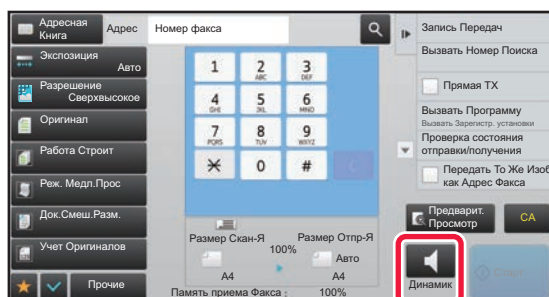 Адресная
Книга
Адрес
Номер факса
Запись Передач
Вызвать Номер Поиска
Прямая TX
Вызвать Программу
Вызвать Зарегистр. установки
Проверка состояния
отправки/получения
Передать То Же Изоб
как Адрес Факса
Экспозиция
Авто
Разрешение
Сверхвысокое
Оригинал
Работа Строит
Реж. Медл.Прос
Док.Смеш.Разм.
Учет Оригиналов
Прочие
1
2
ABC
3
DEF
4
GHI
5
JKL
6
MNO
7
PQRS
8
TUV
9
WXYZ
0
#
Размер Скан-Я
100%
Размер Отпр-Я
Авто
A4
A4
Память приема Факса :
100%
Предварит.
Просмотр
CA
Динамик
Старт